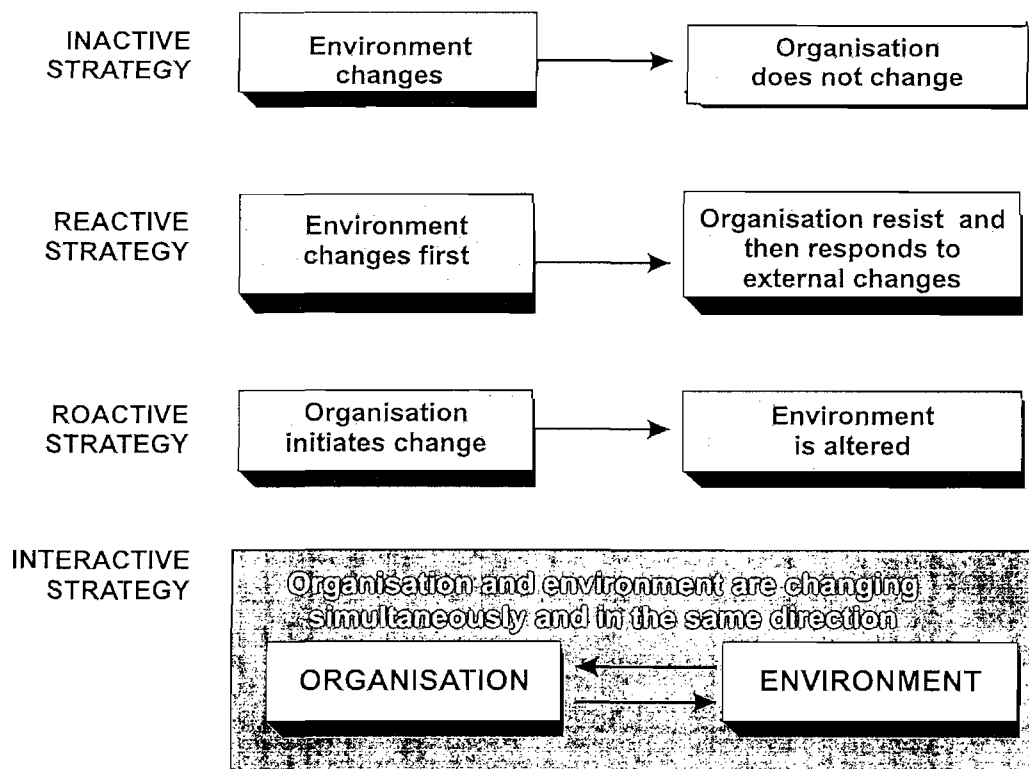 INACTIVE
STRATEGY
Environment
changes
Organisation
does not change
REACTIVE
STRATEGY
Environment
changes first
Organisation resist and
then responds to
external changes
ROACTIVE
STRATEGY
Organisation
initiates change
Environment
is altered
INTERACTIVE
STRATEGY
Organisation and environment are changing
simultaneously and in the same direction
ORGANISATION
ENVIRONMENT